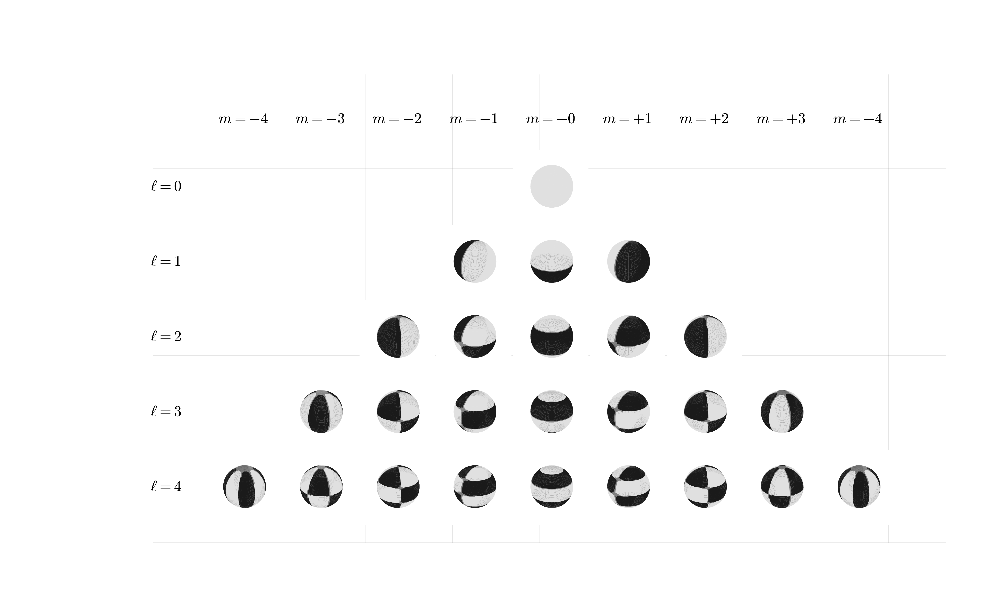 m = −4 m = −3 m = −2 m = −1 m = +0 m = +1 m = +2 m = +3 m = +4
ℓ = 0
ℓ = 1
ℓ = 2
ℓ = 3
ℓ = 4